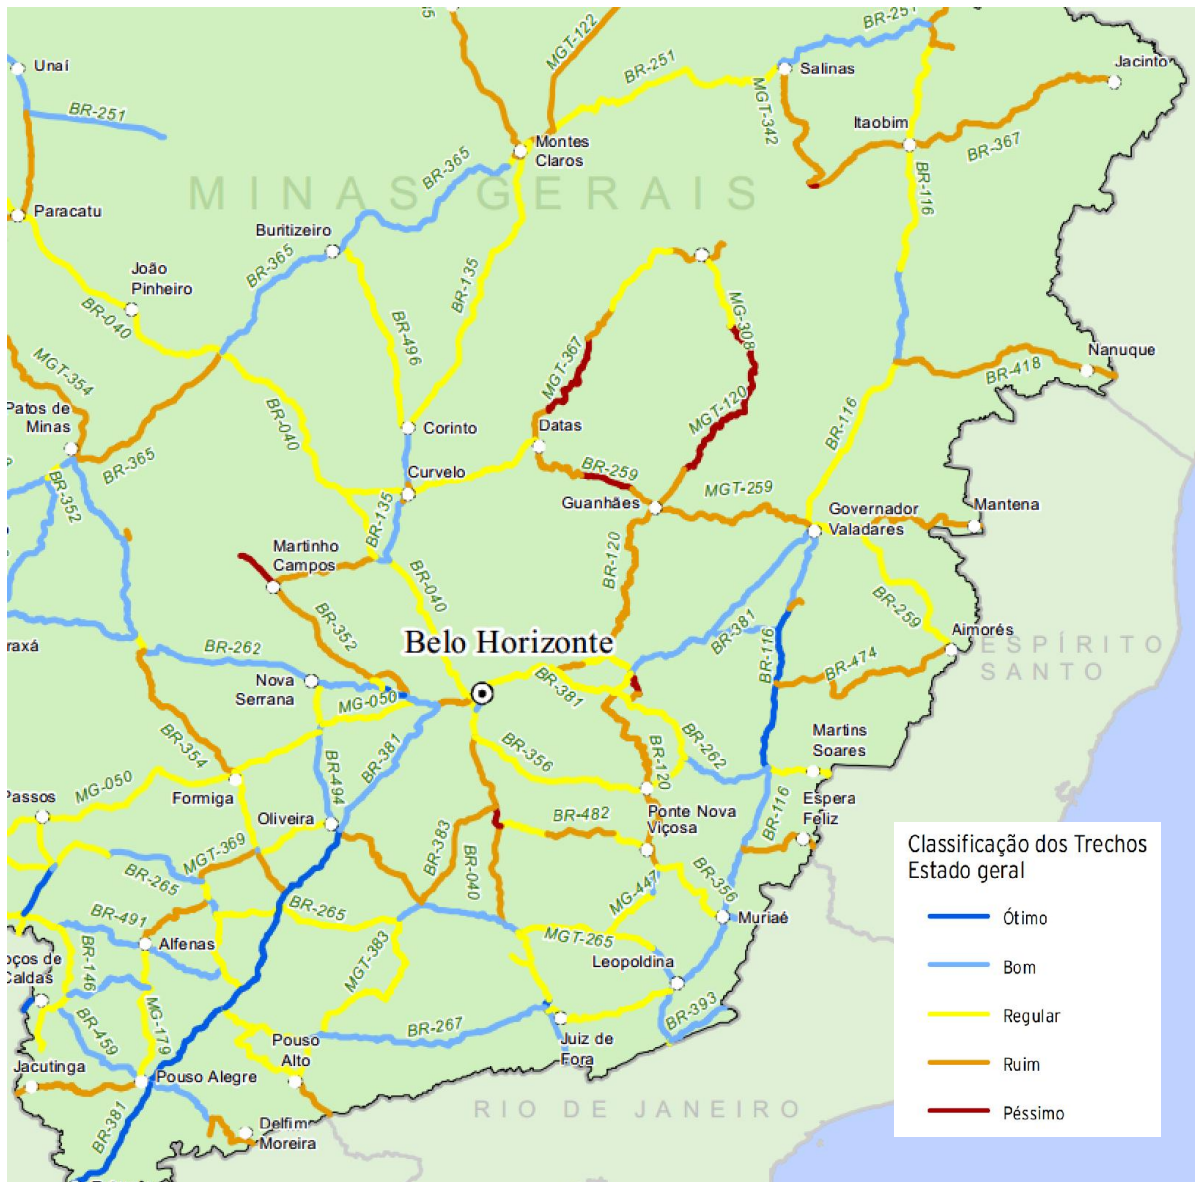 BR-251
MGT-122
Unaí
BR-251
Salinas
Jacinto
BR-251
MGT-342
Itaobim
Montes
Claros
BR-367
BR-365
MINAS GERAIS
BR-116
Paracatu
Buritizeiro
BR-365
João
Pinheiro
BR-135
BR-040
MG-308
BR-496
MGT-367
Nanuque
MGT-354
BR-418
Patos de
Minas
BR-040
MGT-120
BR-116
Corinto
Datas
BR-365
Curvelo
BR-259
BR-352
MGT-259
Guanhães
Governador
Valadares
Mantena
BR-135
Martinho
Campos
BR-120
BR-040
BR-259
BR-352
Belo Horizonte
BR-381
Aimorés
raxá
BR-262
BR-116
ESPÍRITO
SANTO
BR-474
Nova
Serrana
MG-050
BR-381
Martins
Soares
BR-354
BR-356
BR-262
BR-381
BR-120
MG-050
BR-494
Passos
Formiga
Oliveira
BR-482
Ponte Nova
Viçosa
BR-116
Espera
Feliz
MGT-369
BR-383
BR-040
BR-265
MG-447
BR-356
Classificação dos Trechos
Estado geral
BR-491
BR-265
Muriaé
Ótimo
Alfenas
MGT-265
BR-146
MGT-383
oços de
Caldas
Leopoldina
Bom
MG-179
BR-459
BR-267
BR-393
Regular
Pouso
Alto
Juiz de
Fora
Jacutinga
Pouso Alegre
Ruim
BR-381
RIO DE JANEIRO
Péssimo
Delfim
Moreira